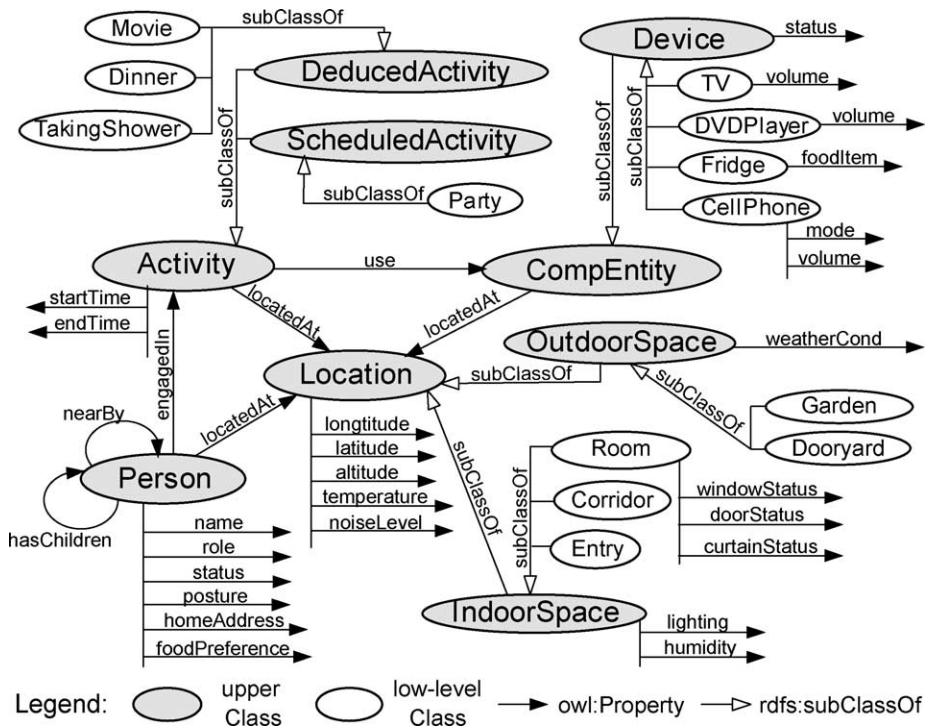 Movie
subClassOf
Dinner
TakingShower
DeducedActivity
subClassOf
ScheduledActivity
subClassOf
Party
Device
status
TV
volume
DVDPlayer
volume
Fridge
foodItem
CellPhone
mode
volume
subClassOf
subClassOf
Activity
use
CompEntity
startTime
endTime
engagedIn
locatedAt
locatedAt
locatedAt
OutdoorSpace
weatherCond
subClassOf
Location
subClassOf
Garden
Dooryard
nearBy
Person
hasChildren
longtitude
latitude
altitude
temperature
noiseLevel
subClassOf
Room
Corridor
Entry
subClassOf
windowStatus
doorStatus
curtainStatus
name
role
status
posture
homeAddress
foodPreference
IndoorSpace
lighting
humidity
Legend:
upper
Class
low-level
Class
owl:Property
rdfs:subClassOf